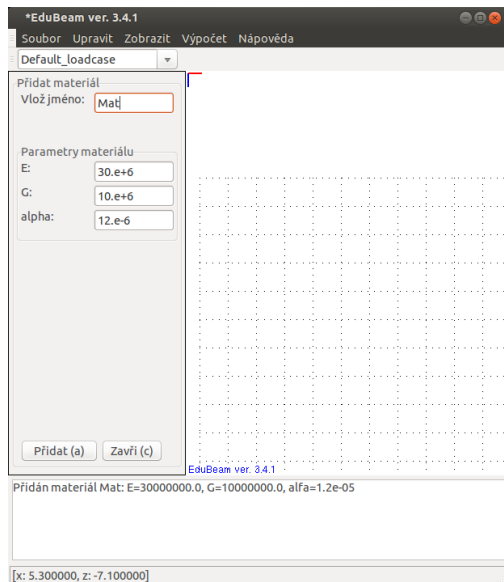 *EduBeam ver. 3.4.1
Soubor Upravit Zobrazit Výpočet Nápověda
Default_loadcase
Přidat materiál
Vlož jméno: Mat
Parametry materiálu
E: 30.e+6
G: 10.e+6
alpha: 12.e-6
Přidat (a) Zavři (c)
EduBeam ver. 3.4.1
Přidán materiál Mat: E=30000000.0, G=10000000.0, alfa=1.2e-05
[x: 5.300000, z: -7.100000]